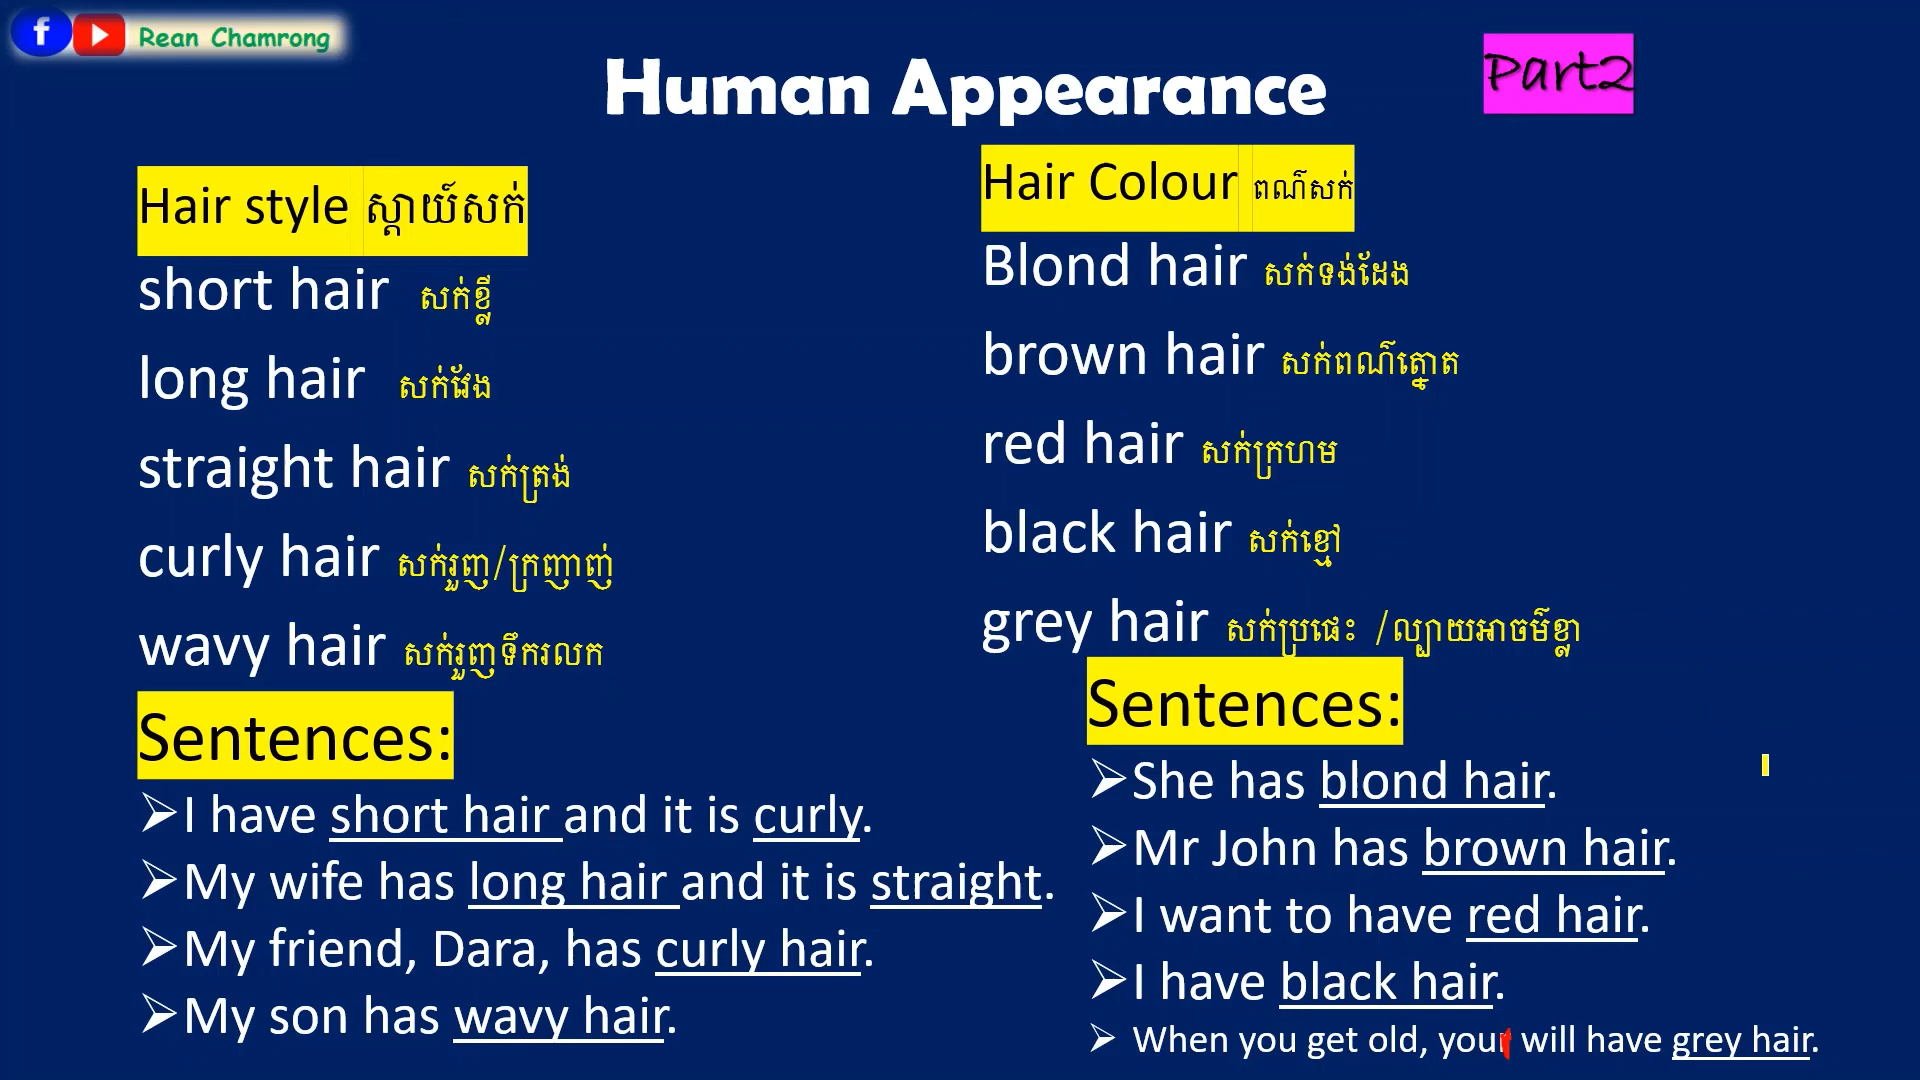 f Rean Chamrong
Human Appearance
Part2
Hair style ស្តាយ៍សក់
short hair សក់ខ្លី
long hair សក់វែង
straight hair សក់ត្រង់
curly hair សក់រួញ/ក្រញាញ់
wavy hair សក់រួញទឹករលក
Sentences:
➢I have short hair and it is curly.
➢My wife has long hair and it is straight.
➢My friend, Dara, has curly hair.
➢My son has wavy hair.
Hair Colour ពណ៌សក់
Blond hair សក់ទង់ដែង
brown hair សក់ពណ៌ត្នោត
red hair សក់ក្រហម
black hair សក់ខ្មៅ
grey hair សក់ប្រផេះ /ល្បាយអាចម៌ខ្លា
Sentences:
➢She has blond hair.
➢Mr John has brown hair.
➢I want to have red hair.
➢I have black hair.
➢ When you get old, your will have grey hair.